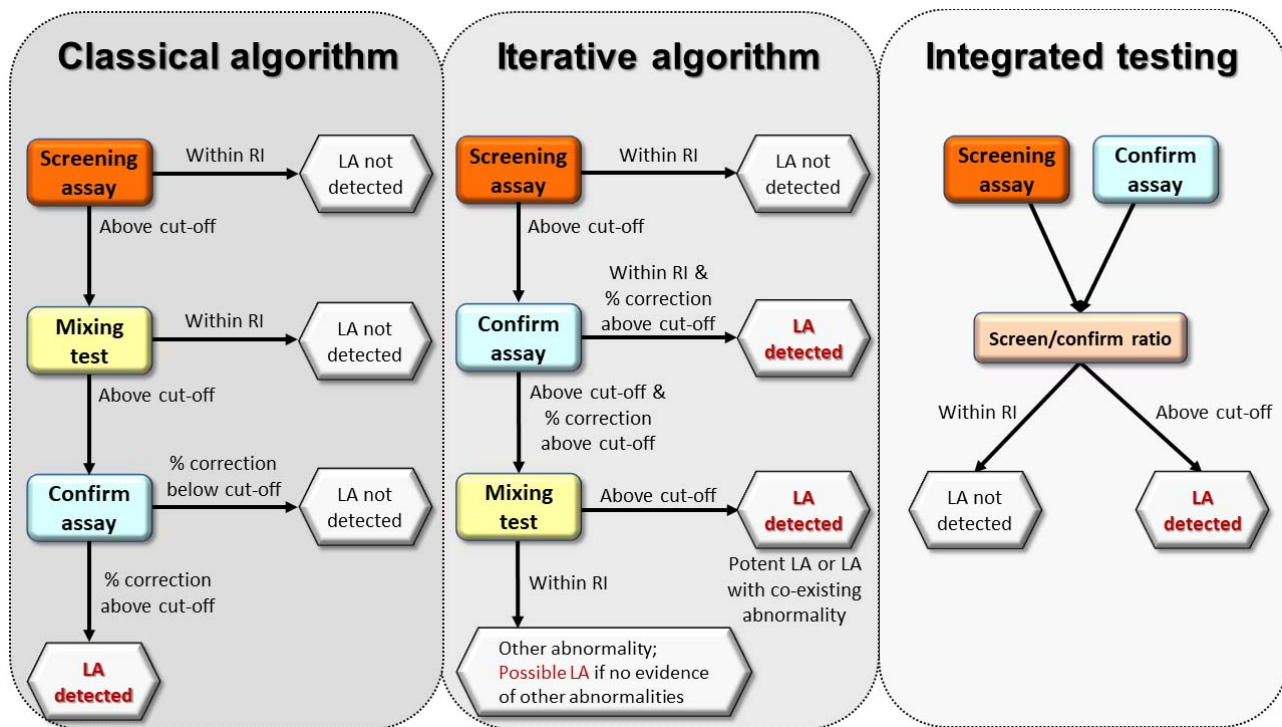 Classical algorithm
Screening
assay
Within RI
LA not
detected
Above cut-off
Mixing
test
Within RI
LA not
detected
Above cut-off
Confirm
assay
% correction
below cut-off
LA not
detected
% correction
above cut-off
LA
detected
Iterative algorithm
Screening
assay
Within RI
LA not
detected
Above cut-off
Confirm
assay
Within RI &
% correction
above cut-off
LA
detected
Above cut-off &
% correction
above cut-off
Mixing
test
Above cut-off
LA
detected
Potent LA or LA
with co-existing
abnormality
Within RI
Other abnormality;
Possible LA if no evidence
of other abnormalities
Integrated testing
Screening
assay
Confirm
assay
Screen/confirm ratio
Within RI
Above cut-off
LA not
detected
LA
detected